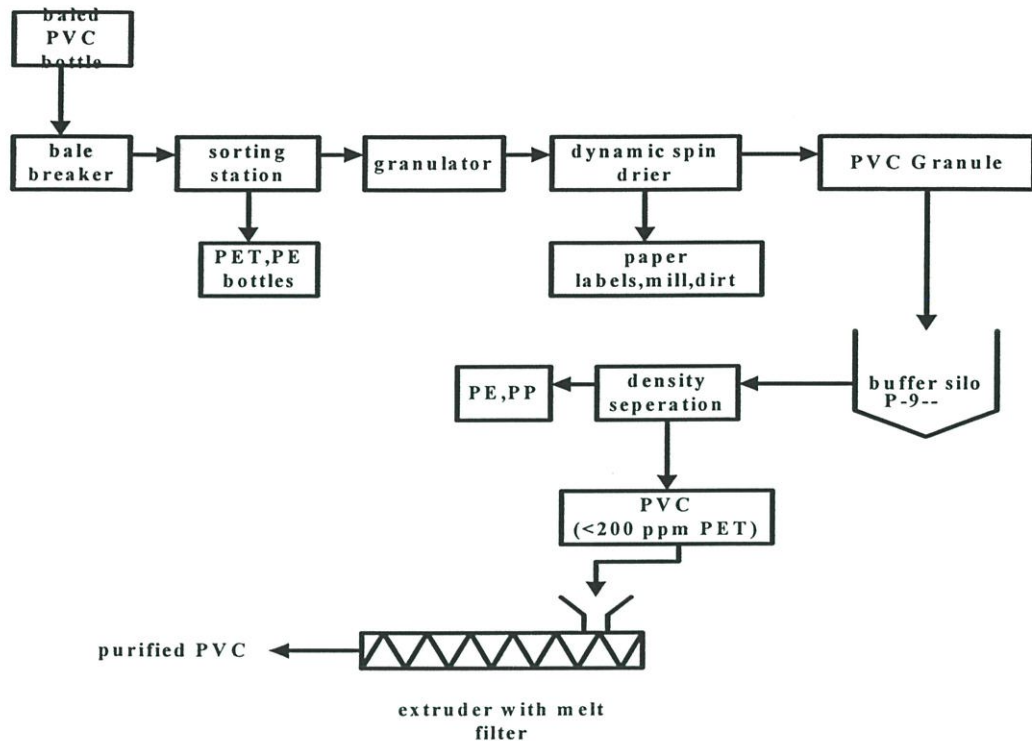 baled
PVC
bottle
bale
breaker
sorting
station
granulator
dynamic spin
drier
PVC Granule
PET,PE
bottles
paper
labels,mill,dirt
PE,PP
density
seperation
buffer silo
P-9--
PVC
(<200 ppm PET)
purified PVC
extruder with melt
filter